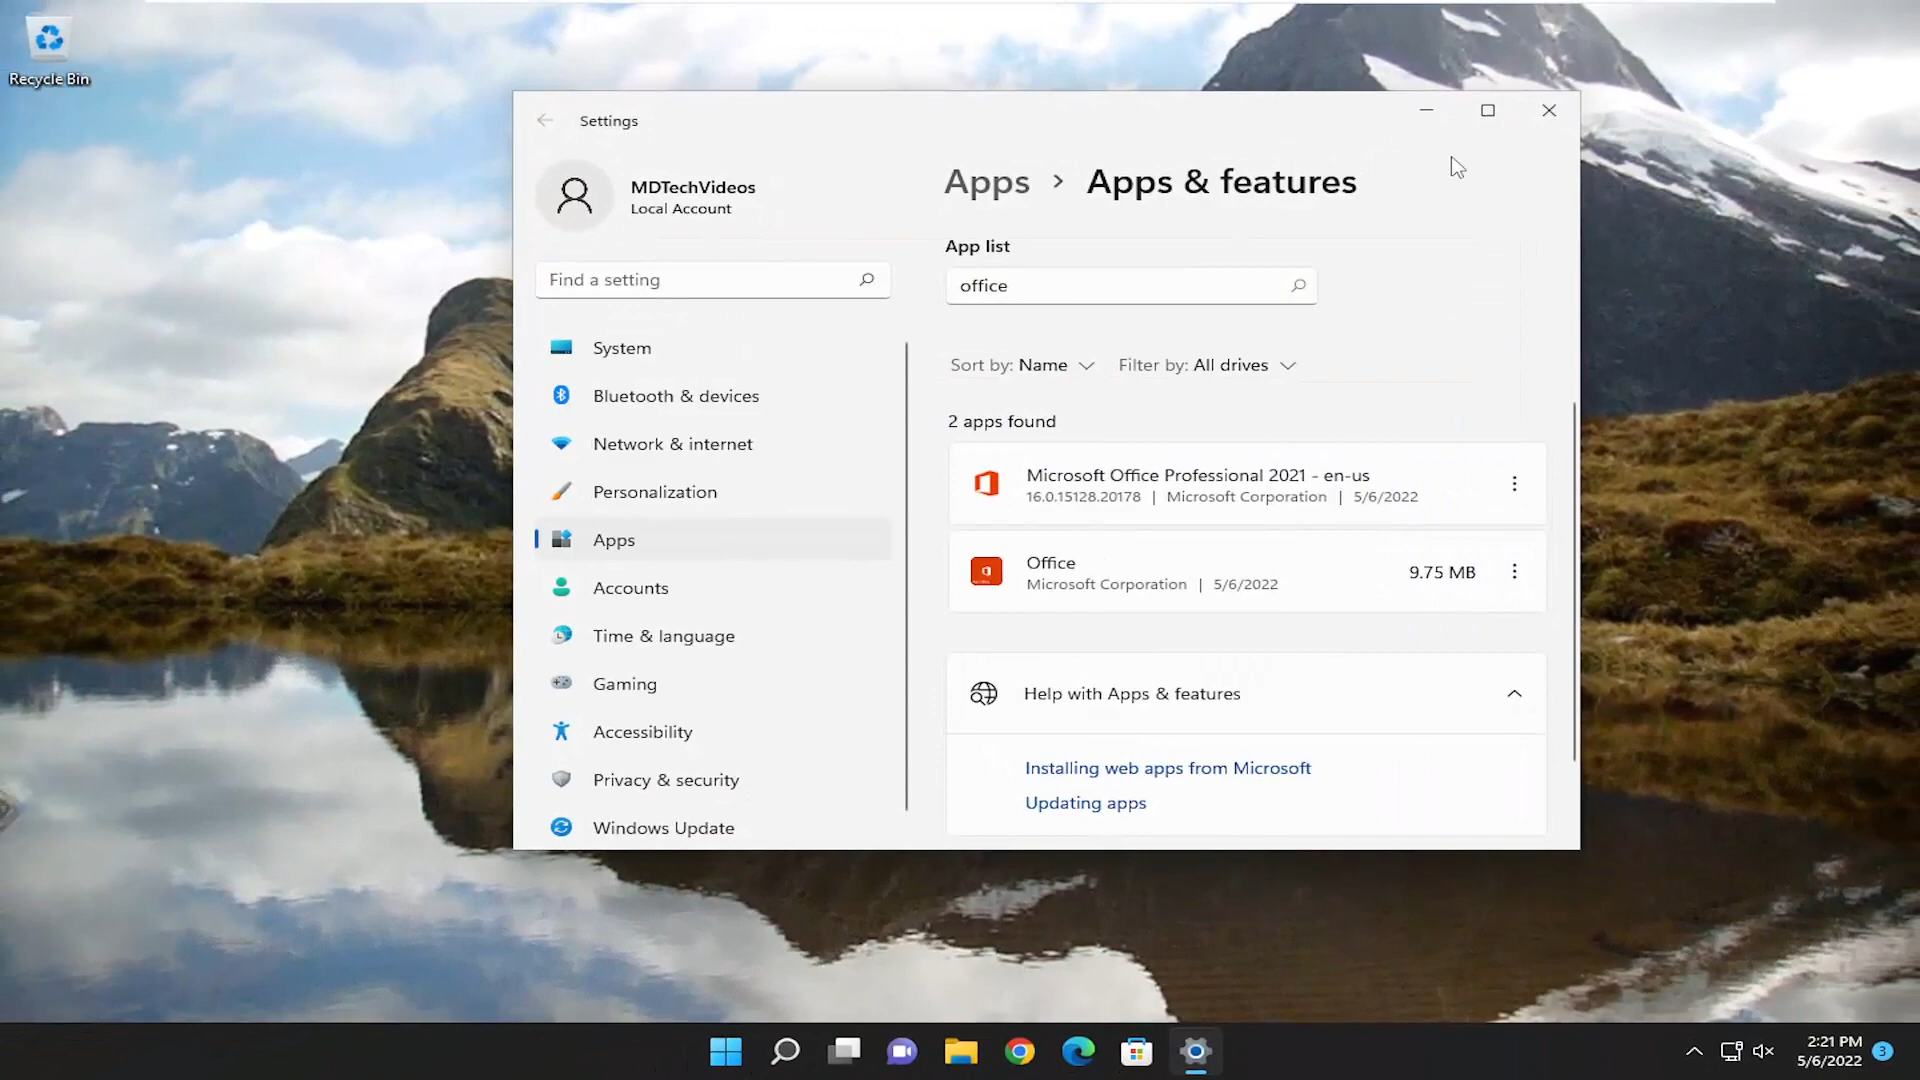 Recycle Bin
Settings
MDTechVideos
Local Account
Find a setting
System
Bluetooth & devices
Network & internet
Personalization
Apps
Accounts
Time & language
Gaming
Accessibility
Privacy & security
Windows Update
Apps > Apps & features
App list
office
Sort by: Name Filter by: All drives
2 apps found
Microsoft Office Professional 2021 - en-us
16.0.15128.20178 | Microsoft Corporation | 5/6/2022
Office
Microsoft Corporation | 5/6/2022
9.75 MB
Help with Apps & features
Installing web apps from Microsoft
Updating apps
2:21 PM
5/6/2022
3